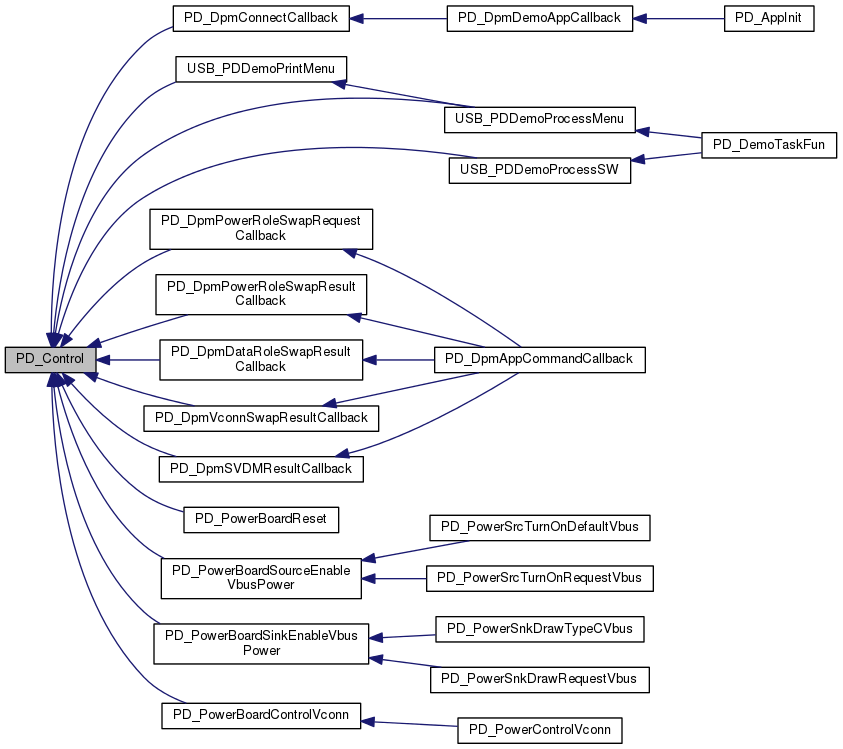 PD_DpmConnectCallback
PD_DpmDemoAppCallback
PD_AppInit
USB_PDDemoPrintMenu
USB_PDDemoProcessMenu
PD_DemoTaskFun
USB_PDDemoProcessSW
PD_DpmPowerRoleSwapRequest
Callback
PD_DpmPowerRoleSwapResult
Callback
PD_Control
PD_DpmDataRoleSwapResult
Callback
PD_DpmAppCommandCallback
PD_DpmVconnSwapResultCallback
PD_DpmSVDMResultCallback
PD_PowerBoardReset
PD_PowerSrcTurnOnDefaultVbus
PD_PowerBoardSourceEnable
VbusPower
PD_PowerSrcTurnOnRequestVbus
PD_PowerSnkDrawTypeCVbus
PD_PowerBoardSinkEnableVbus
Power
PD_PowerSnkDrawRequestVbus
PD_PowerBoardControlVconn
PD_PowerControlVconn